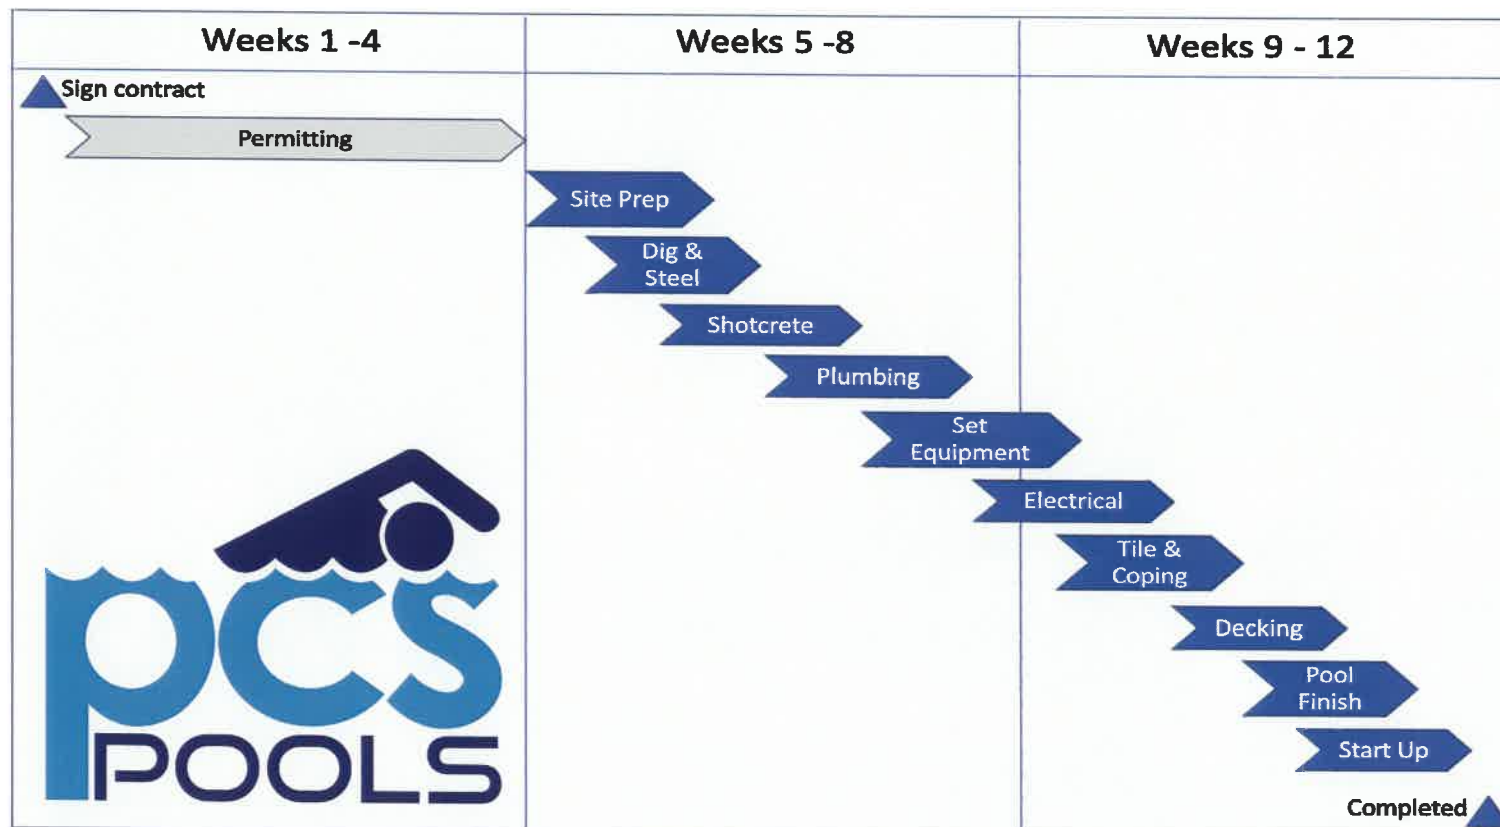 Weeks 1 -4
Weeks 5 -8
Weeks 9 - 12
Sign contract
Permitting
Site Prep
Dig &
Steel
Shotcrete
Plumbing
Set
Equipment
Electrical
Tile &
Coping
Decking
Pool
Finish
Start Up
Completed
pcs
POOLS